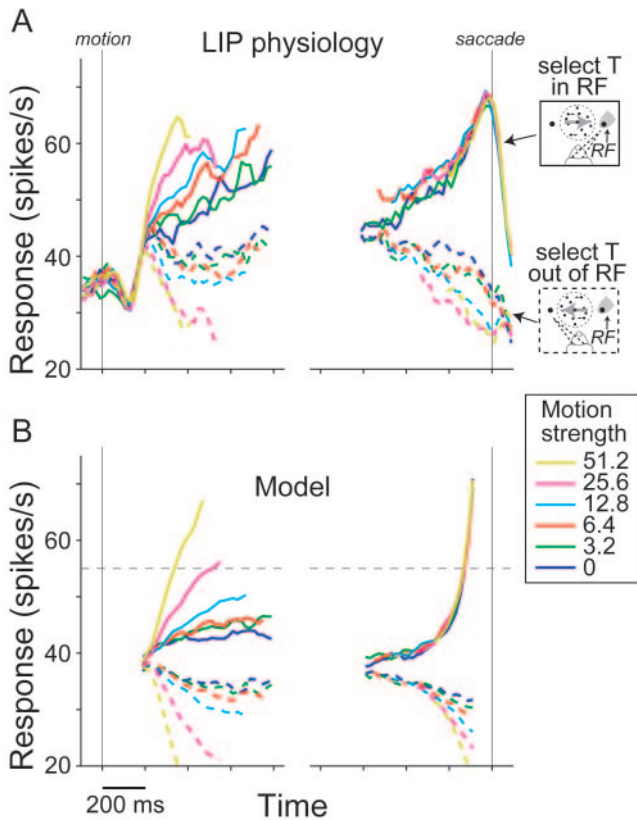 A
motion
LIP physiology
saccade
select T
in RF
RF
Response (spikes/s)
60
40
20
select T
out of RF
RF
B
Model
Response (spikes/s)
60
40
20
Motion
strength
51.2
25.6
12.8
6.4
3.2
0
200 ms
Time